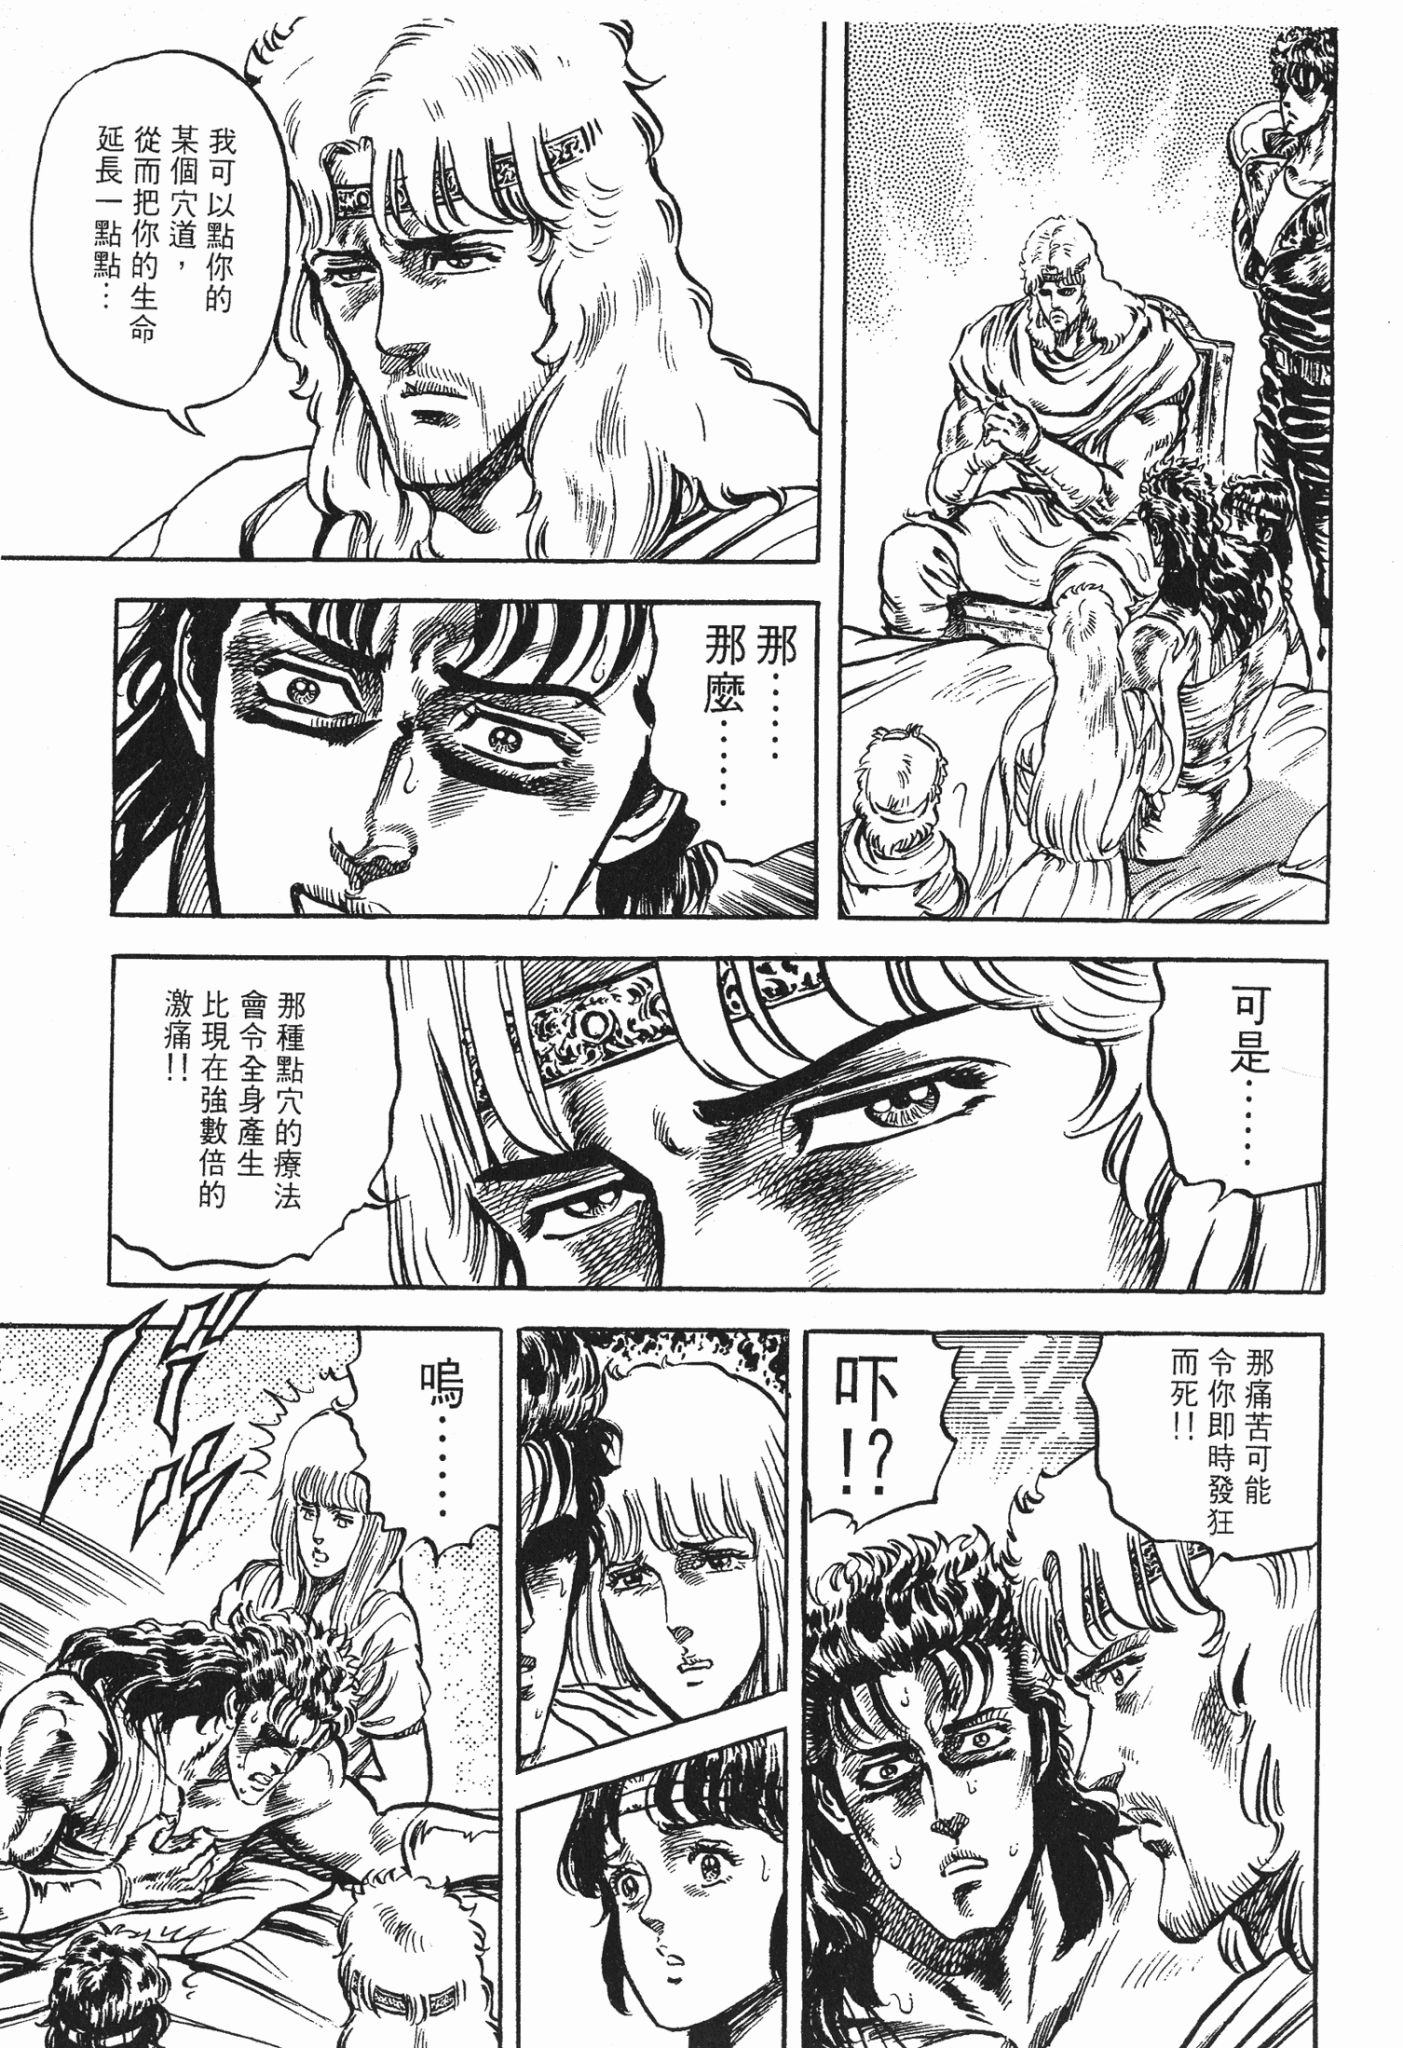 我可以點你的
某個穴道，
從而把你的生命
延長一點點…
那……
那麼………
可是……
那種點穴的療法
會令全身產生
比現在強數倍的
激痛!!
那痛苦可能
令你即時發狂
而死!!
吓!?
嗚……